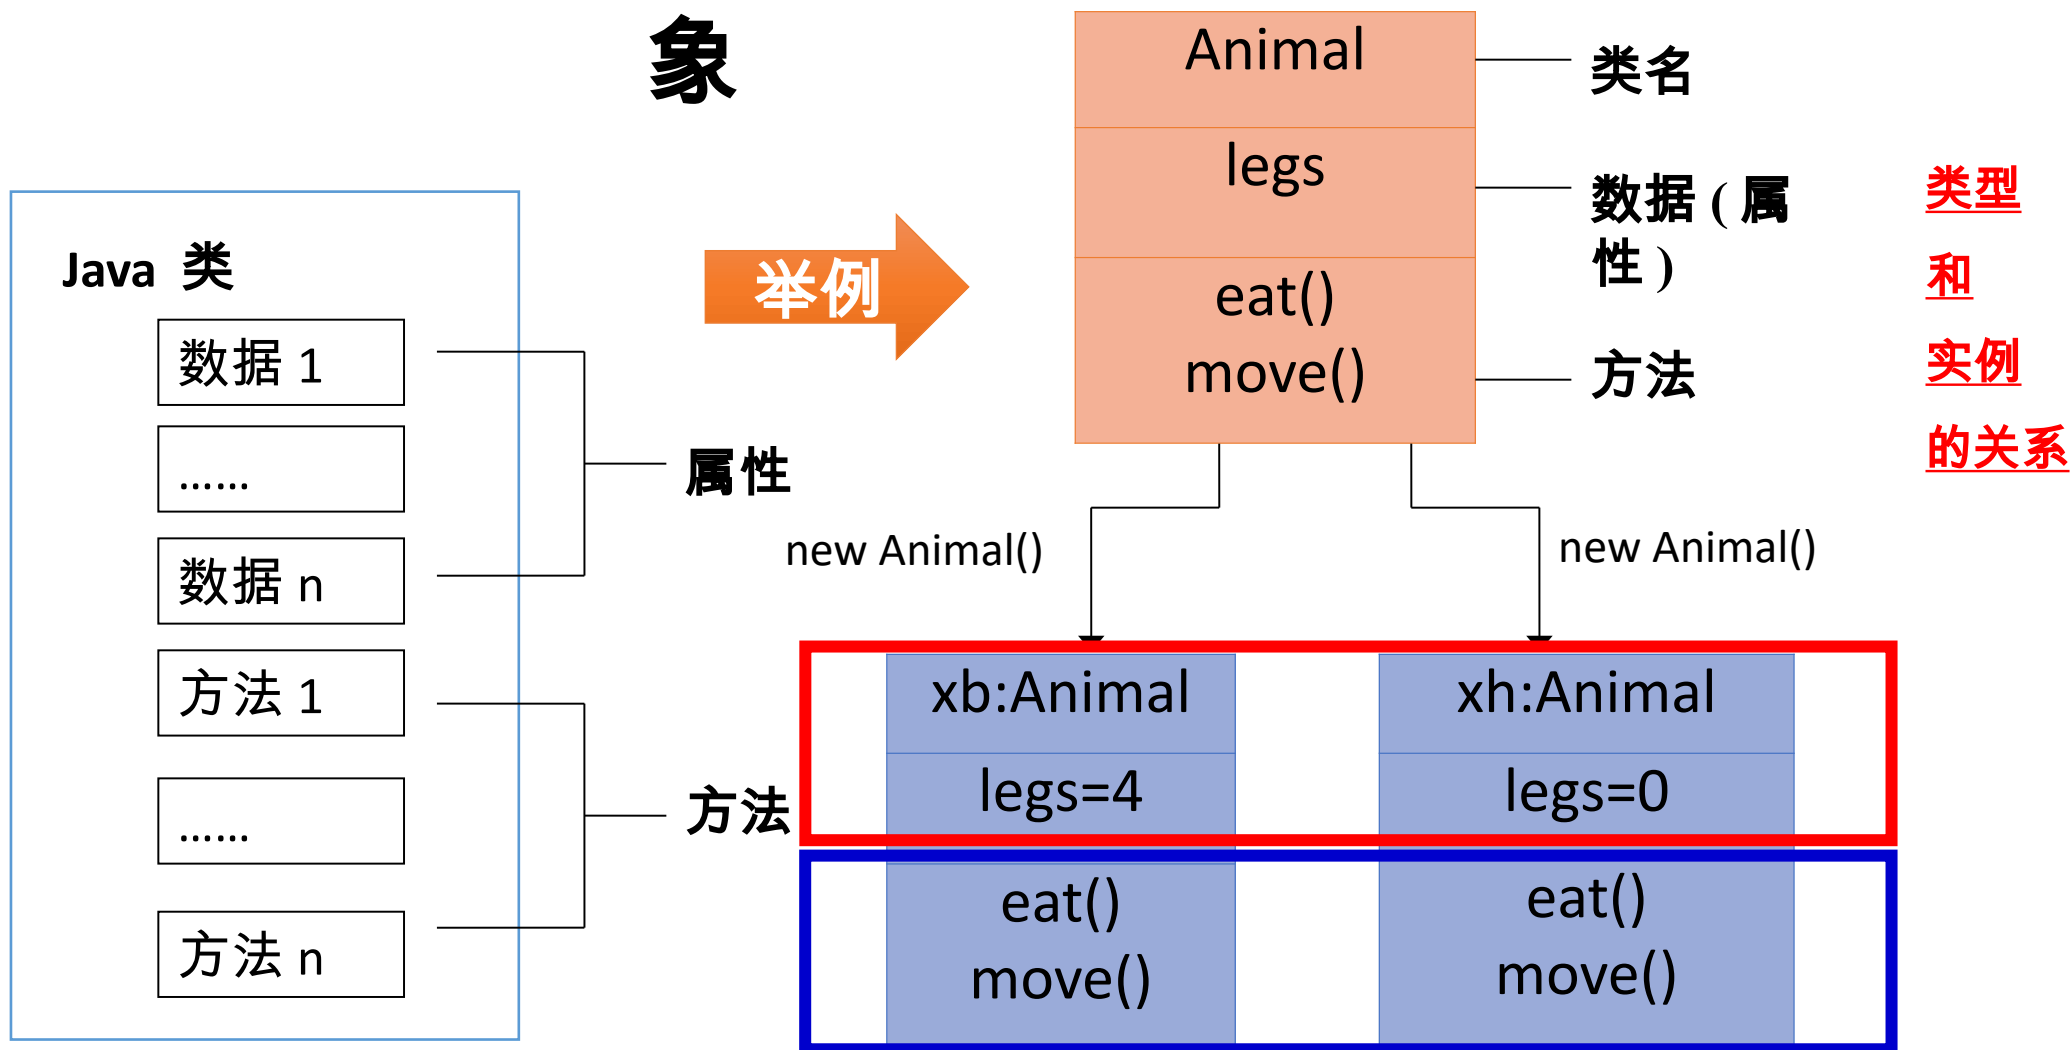 象
Java 类
数据 1
......
数据 n
方法 1
......
方法 n
属性
方法
举例
Animal
legs
eat()
move()
类名
数据 ( 属
性 )
方法
类型
和
实例
的关系
new Animal()
new Animal()
xb:Animal
legs=4
eat()
move()
xh:Animal
legs=0
eat()
move()